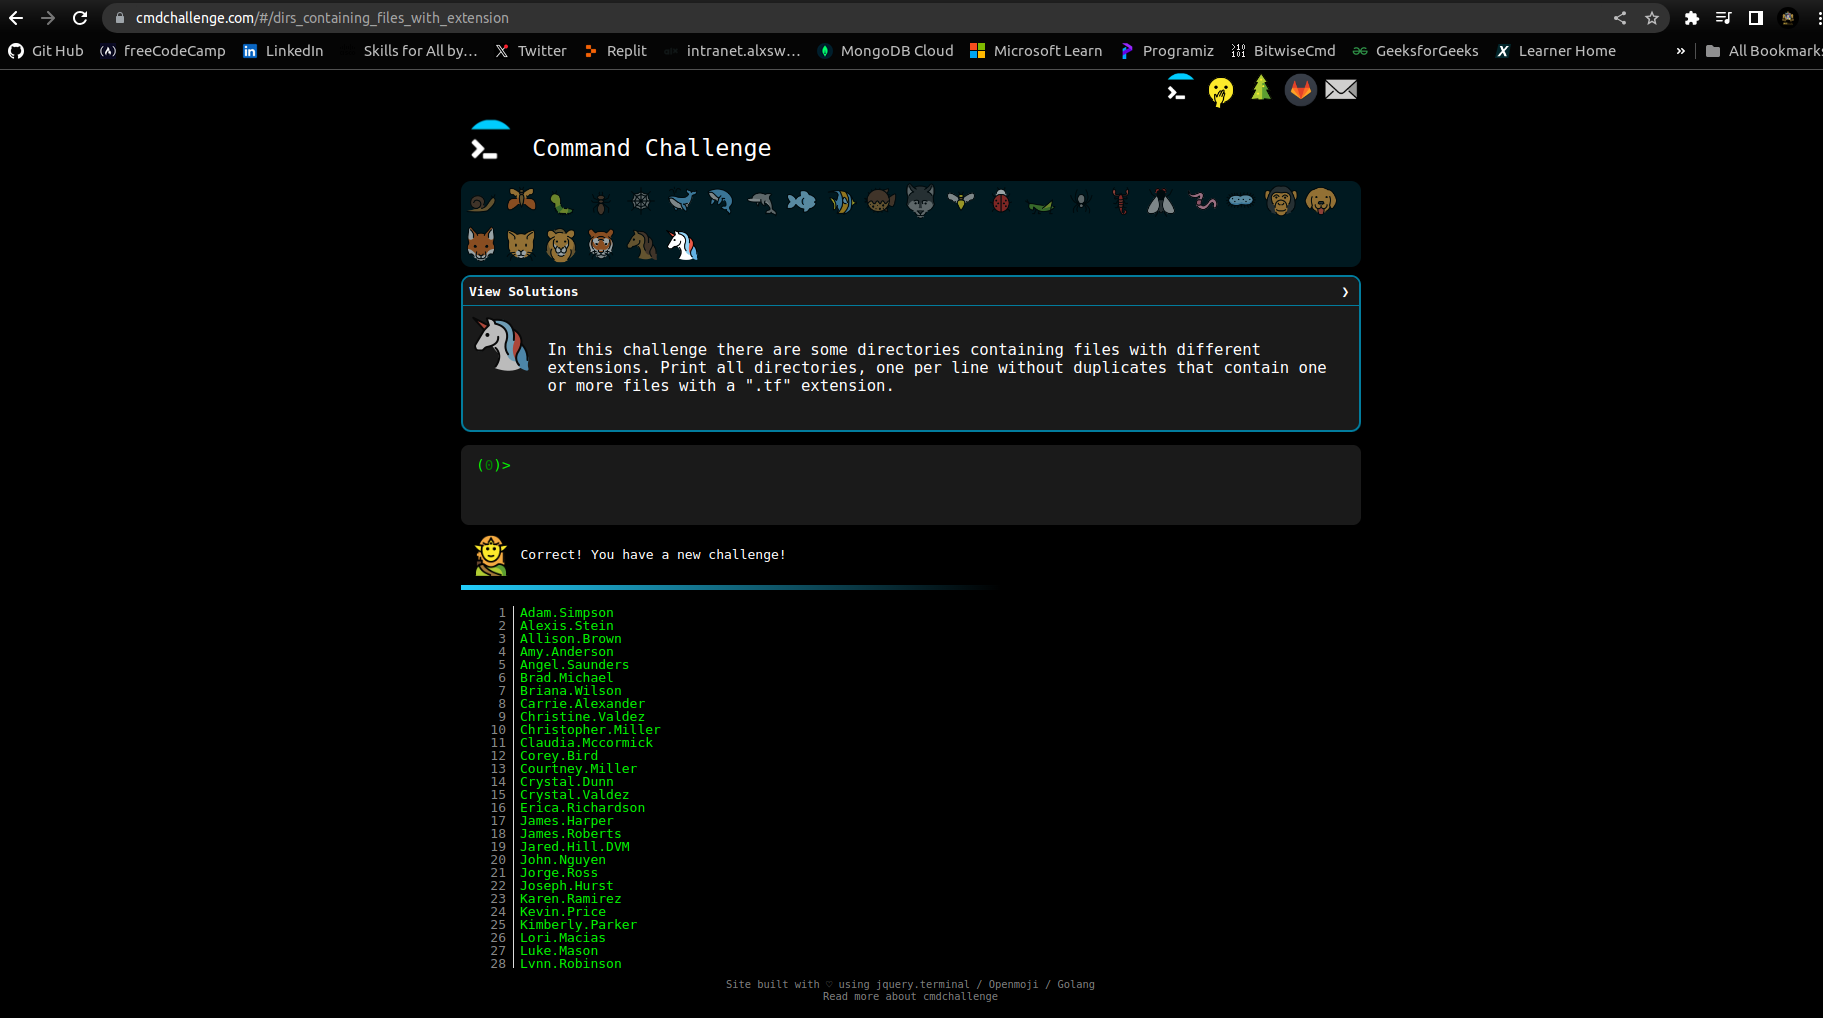 cmdchallenge.com/#/dirs_containing_files_with_extension
Git Hub freeCodeCamp LinkedIn Skills for All by... Twitter Replit intranet.alxsw... MongoDB Cloud Microsoft Learn Programiz BitwiseCmd GeeksforGeeks Learner Home » All Bookmarks
Command Challenge
View Solutions ❯
In this challenge there are some directories containing files with different
extensions. Print all directories, one per line without duplicates that contain one
or more files with a ".tf" extension.
(0)>
Correct! You have a new challenge!
1 Adam.Simpson
2 Alexis.Stein
3 Allison.Brown
4 Amy.Anderson
5 Angel.Saunders
6 Brad.Michael
7 Briana.Wilson
8 Carrie.Alexander
9 Christine.Valdez
10 Christopher.Miller
11 Claudia.Mccormick
12 Corey.Bird
13 Courtney.Miller
14 Crystal.Dunn
15 Crystal.Valdez
16 Erica.Richardson
17 James.Harper
18 James.Roberts
19 Jared.Hill.DVM
20 John.Nguyen
21 Jorge.Ross
22 Joseph.Hurst
23 Karen.Ramirez
24 Kevin.Price
25 Kimberly.Parker
26 Lori.Macias
27 Luke.Mason
28 Lynn.Robinson
Site built with ♡ using jquery.terminal / Openmoji / Golang
Read more about cmdchallenge